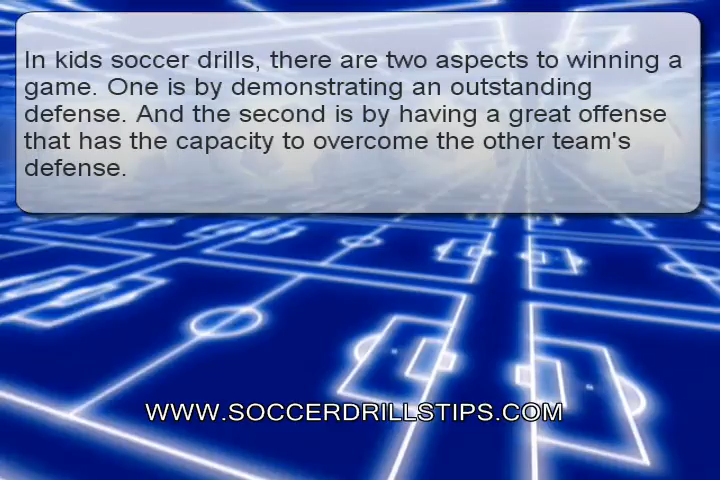 In kids soccer drills, there are two aspects to winning a
game. One is by demonstrating an outstanding
defense. And the second is by having a great offense
that has the capacity to overcome the other team's
defense.
WWW.SOCCERDRILLSTIPS.COM